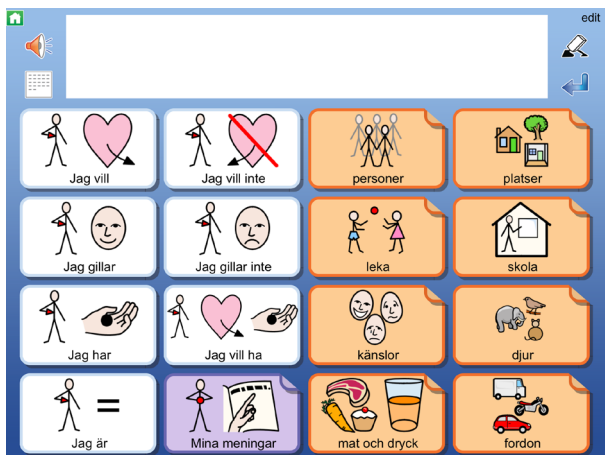 edit
Jag vill
Jag vill inte
personer
platser
Jag gillar
Jag gillar inte
leka
skola
Jag har
Jag vill ha
känslor
djur
Jag är
Mina meningar
mat och dryck
fordon